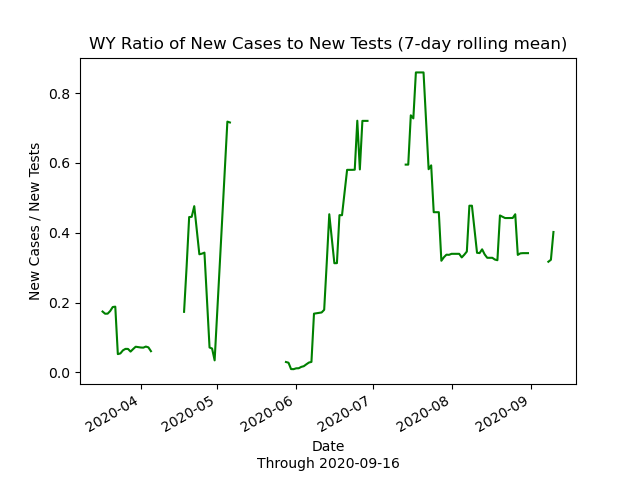 WY Ratio of New Cases to New Tests (7-day rolling mean)
New Cases / New Tests
0.8
0.6
0.4
0.2
0.0
2020-04
2020-05
2020-06
2020-07
2020-08
2020-09
Date
Through 2020-09-16